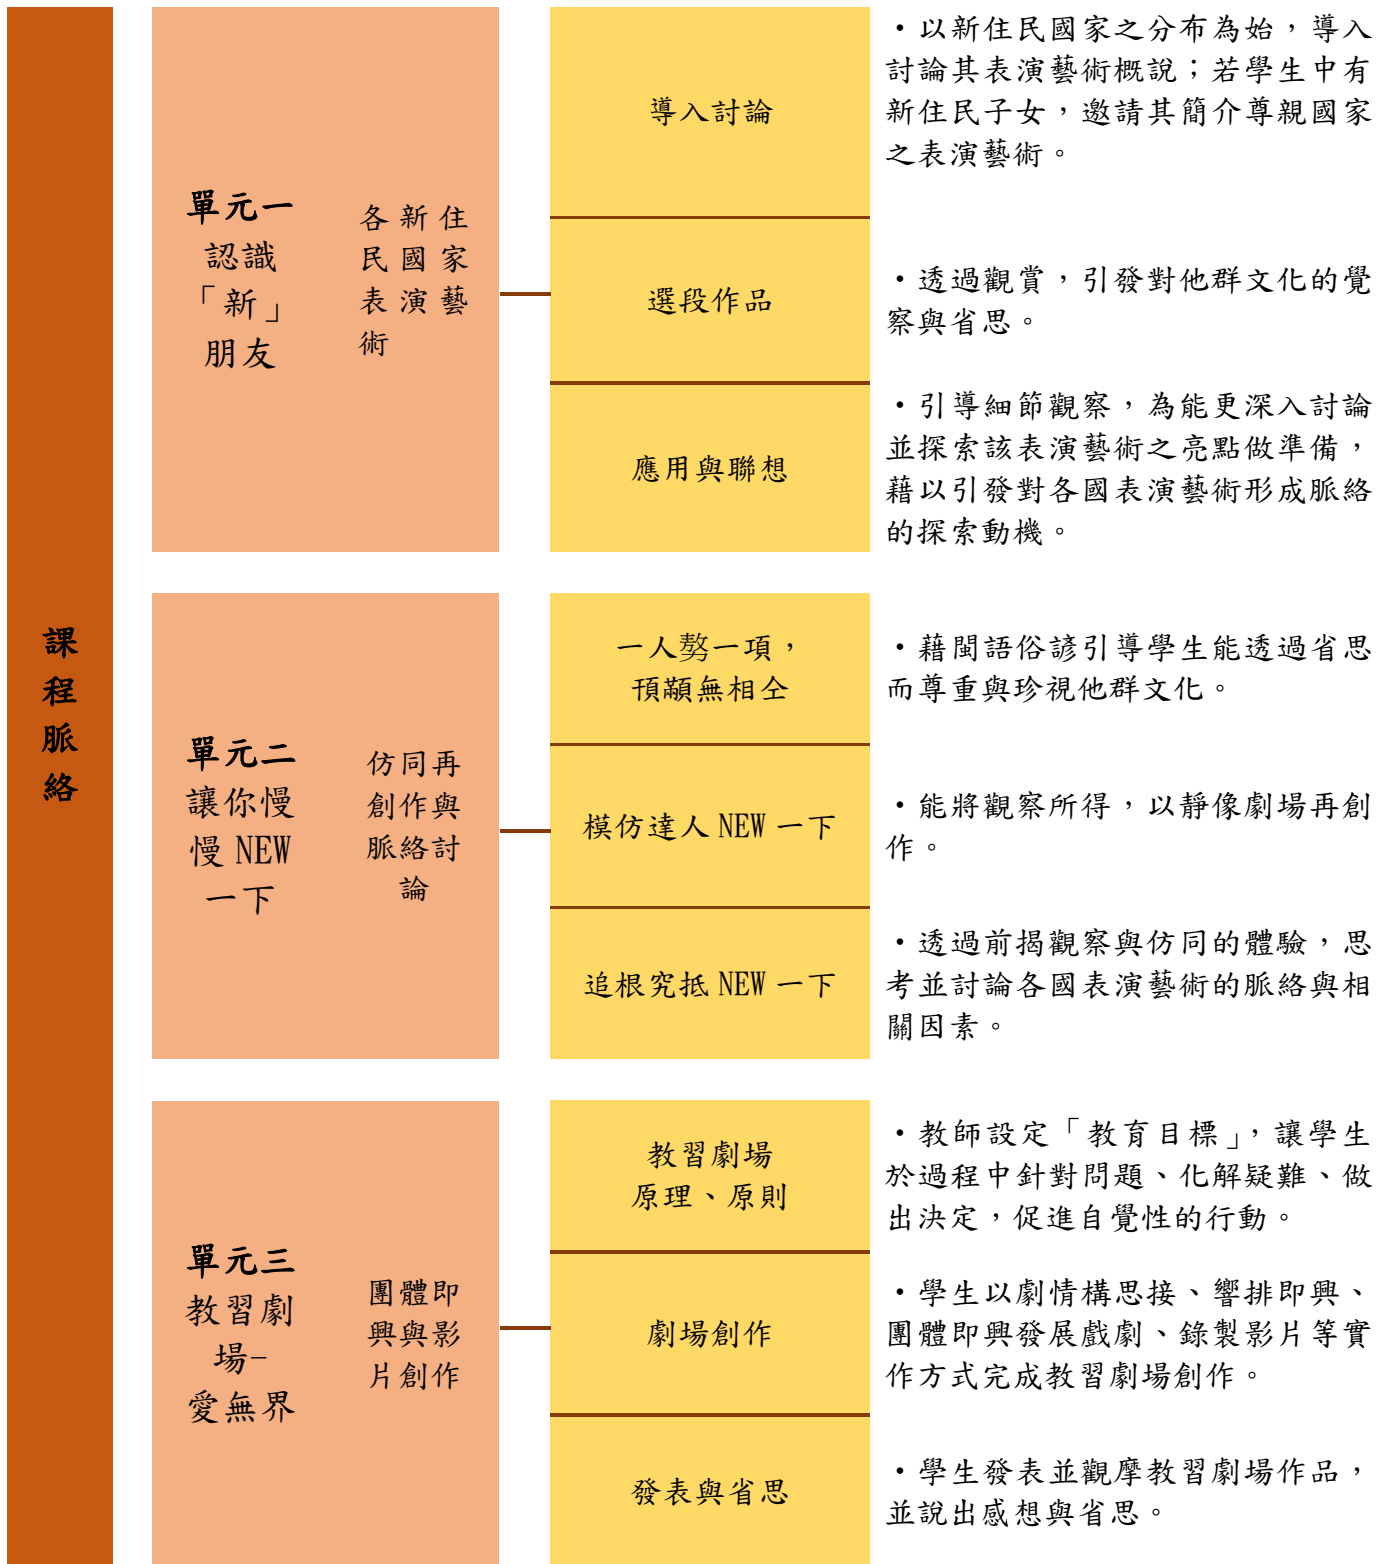 課
程
脈
絡
單元一
認識
「新」
朋友
各新住
民國家
表演藝
術
導入討論
・以新住民國家之分布為始，導入
討論其表演藝術概說；若學生中有
新住民子女，邀請其簡介尊親國家
之表演藝術。
選段作品
・透過觀賞，引發對他群文化的覺
察與省思。
應用與聯想
・引導細節觀察，為能更深入討論
並探索該表演藝術之亮點做準備，
藉以引發對各國表演藝術形成脈絡
的探索動機。
單元二
讓你慢
慢 NEW
一下
仿同再
創作與
脈絡討
論
一人勢一項，
預顢無相仝
・藉閩語俗諺引導學生能透過省思
而尊重與珍視他群文化。
模仿達人 NEW 一下
・能將觀察所得，以靜像劇場再創
作。
追根究抵 NEW 一下
・透過前揭觀察與仿同的體驗，思
考並討論各國表演藝術的脈絡與相
關因素。
單元三
教習劇
場-
愛無界
團體即
興與影
片創作
教習劇場
原理、原則
・教師設定「教育目標」，讓學生
於過程中針對問題、化解疑難、做
出決定，促進自覺性的行動。
劇場創作
・學生以劇情構思接、響排即興、
團體即興發展戲劇、錄製影片等實
作方式完成教習劇場創作。
發表與省思
・學生發表並觀摩教習劇場作品，
並說出感想與省思。